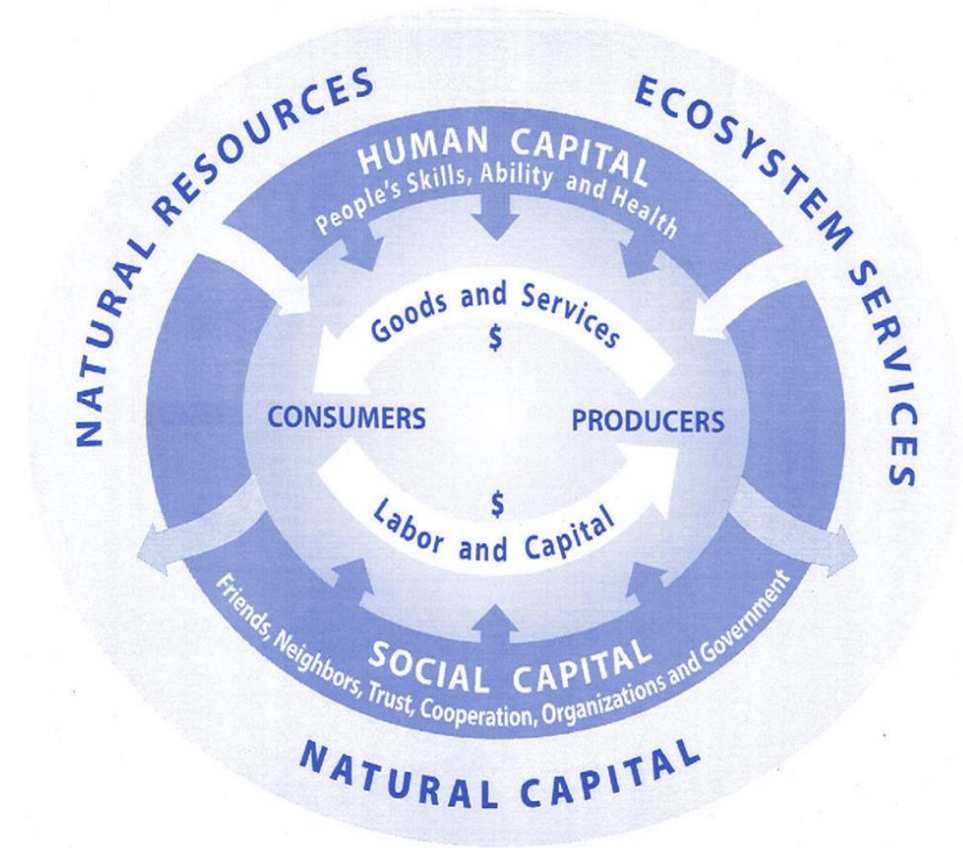 NATURAL RESOURCES
ECOSYSTEM SERVICES
HUMAN CAPITAL
People's Skills, Ability and Health
Goods and Services
$
CONSUMERS
PRODUCERS
$
Labor and Capital
SOCIAL CAPITAL
Friends, Neighbors, Trust, Cooperation, Organizations and Government
NATURAL CAPITAL